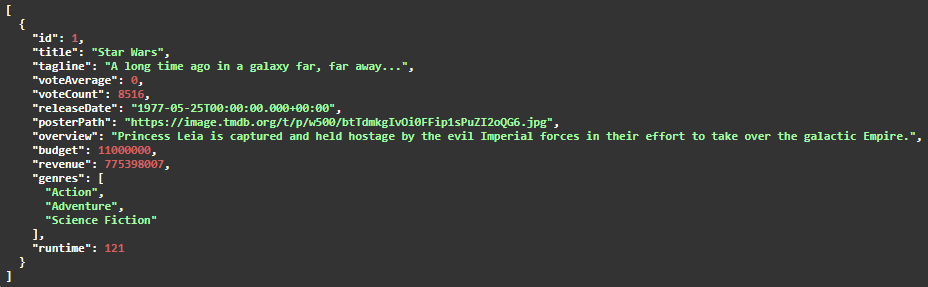 [
  {
    "id": 1,
    "title": "Star Wars",
    "tagline": "A long time ago in a galaxy far, far away...",
    "voteAverage": 0,
    "voteCount": 8516,
    "releaseDate": "1977-05-25T00:00:00.000+00:00",
    "posterPath": "https://image.tmdb.org/t/p/w500/btTdmkgIvOi0FFip1sPuZI2oQG6.jpg",
    "overview": "Princess Leia is captured and held hostage by the evil Imperial forces in their effort to take over the galactic Empire.",
    "budget": 11000000,
    "revenue": 775398007,
    "genres": [
      "Action",
      "Adventure",
      "Science Fiction"
    ],
    "runtime": 121
  }
]